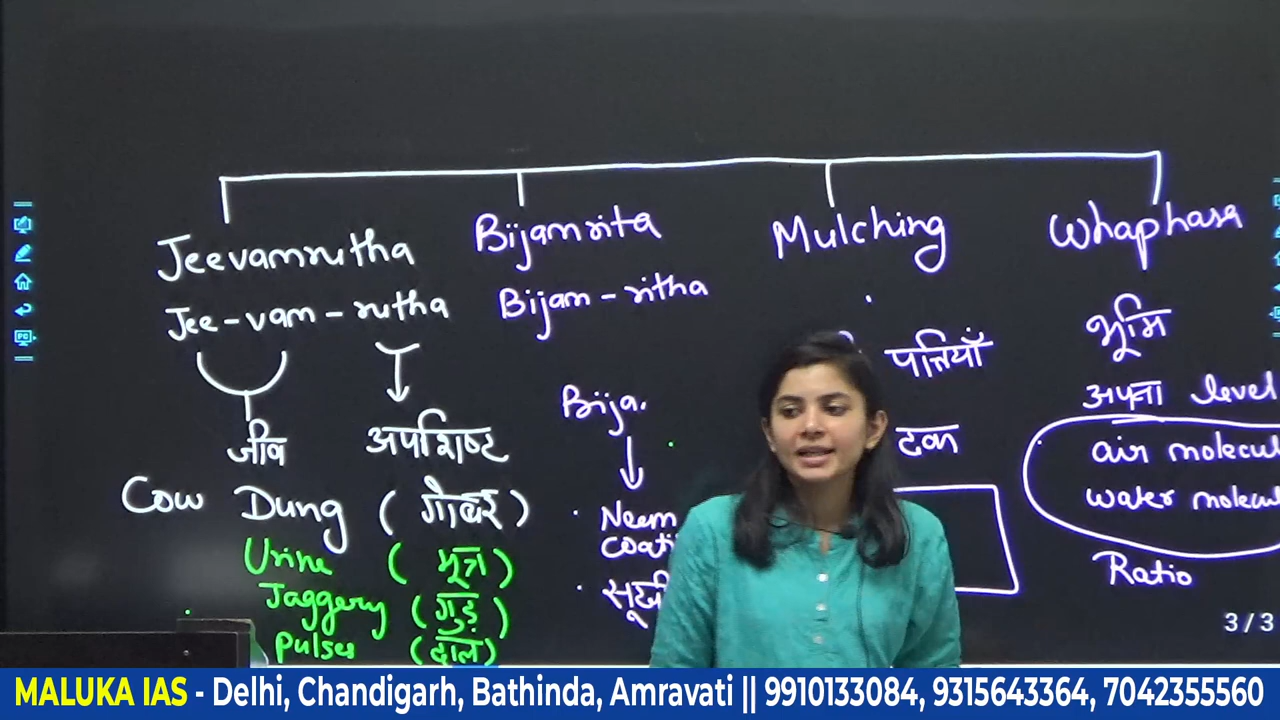 Jeevamrutha
Jee-vam-rutha
जीव
अपशिष्ट
Cow Dung (गोबर)
Urine (मूत्र)
Jaggery (गुड़)
Pulses (दाल)
Bijamrita
Bijam-ritha
Bija.
Neem
Mulching
पत्तियाँ
Whaphasa
भूमि
अपना level
air molecul
water molecul
Ratio
3/3
MALUKA IAS - Delhi, Chandigarh, Bathinda, Amravati || 9910133084, 9315643364, 7042355560